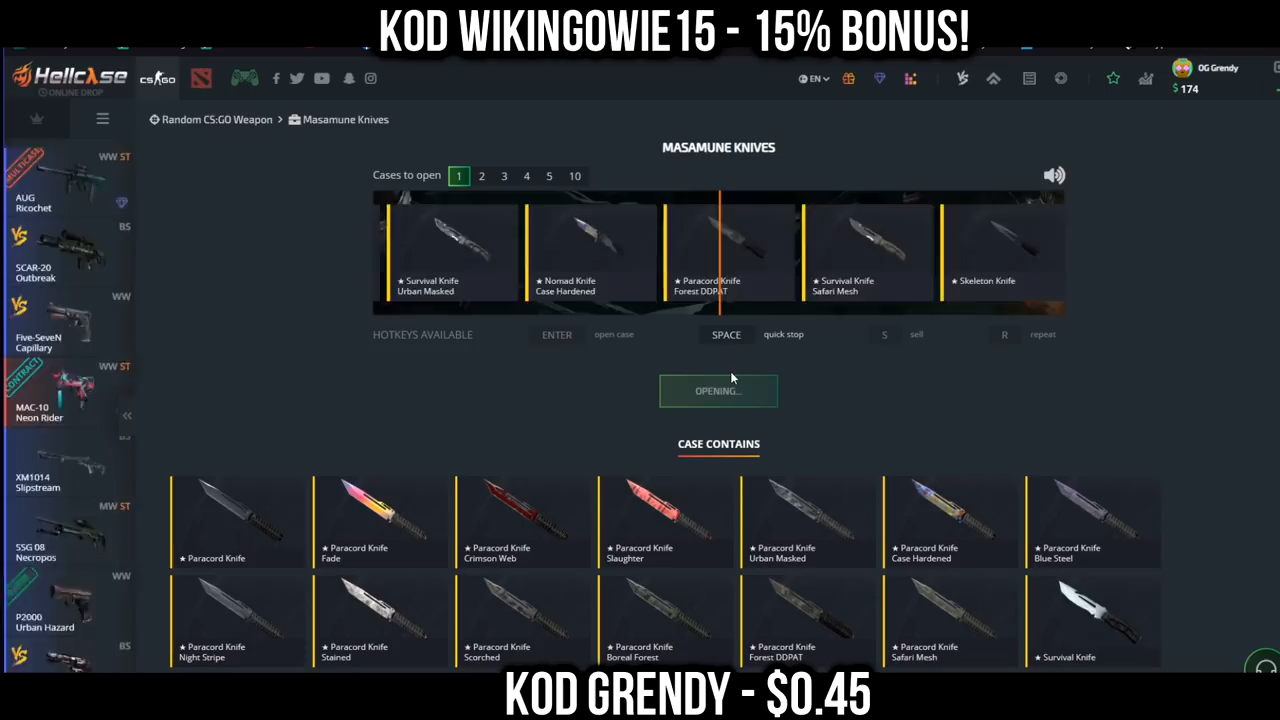 KOD WIKINGOWIE15 - 15% BONUS!
Hellcase
ONLINE DROP
CS:GO
EN
OG Grendy
$ 174
Random CS:GO Weapon > Masamune Knives
MASAMUNE KNIVES
Cases to open 1 2 3 4 5 10
★ Survival Knife
Urban Masked
★ Nomad Knife
Case Hardened
★ Paracord Knife
Forest DDPAT
★ Survival Knife
Safari Mesh
★ Skeleton Knife
HOTKEYS AVAILABLE ENTER open case SPACE quick stop S sell R repeat
OPENING...
CASE CONTAINS
★ Paracord Knife
★ Paracord Knife
Fade
★ Paracord Knife
Crimson Web
★ Paracord Knife
Slaughter
★ Paracord Knife
Urban Masked
★ Paracord Knife
Case Hardened
★ Paracord Knife
Blue Steel
★ Paracord Knife
Night Stripe
★ Paracord Knife
Stained
★ Paracord Knife
Scorched
★ Paracord Knife
Boreal Forest
★ Paracord Knife
Forest DDPAT
★ Paracord Knife
Safari Mesh
★ Survival Knife
MULTICASE
WW ST
AUG
Ricochet
VS
BS
SCAR-20
Outbreak
VS
WW
Five-SeveN
Capillary
CONTRACT
WW ST
MAC-10
Neon Rider
XM1014
Slipstream
MW ST
SSG 08
Necropos
WW
P2000
Urban Hazard
VS
BS
KOD GRENDY - $0.45